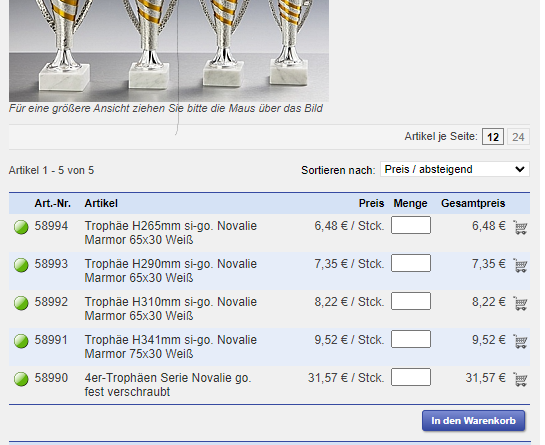 Für eine größere Ansicht ziehen Sie bitte die Maus über das Bild
Artikel je Seite: 12 24
Artikel 1 - 5 von 5 Sortieren nach: Preis / absteigend
Art.-Nr. Artikel Preis Menge Gesamtpreis
58994 Trophäe H265mm si-go. Novalie 6,48 € / Stck. 6,48 €
Marmor 65x30 Weiß
58993 Trophäe H290mm si-go. Novalie 7,35 € / Stck. 7,35 €
Marmor 65x30 Weiß
58992 Trophäe H310mm si-go. Novalie 8,22 € / Stck. 8,22 €
Marmor 65x30 Weiß
58991 Trophäe H341mm si-go. Novalie 9,52 € / Stck. 9,52 €
Marmor 75x30 Weiß
58990 4er-Trophäen Serie Novalie go. 31,57 € / Stck. 31,57 €
fest verschraubt
In den Warenkorb